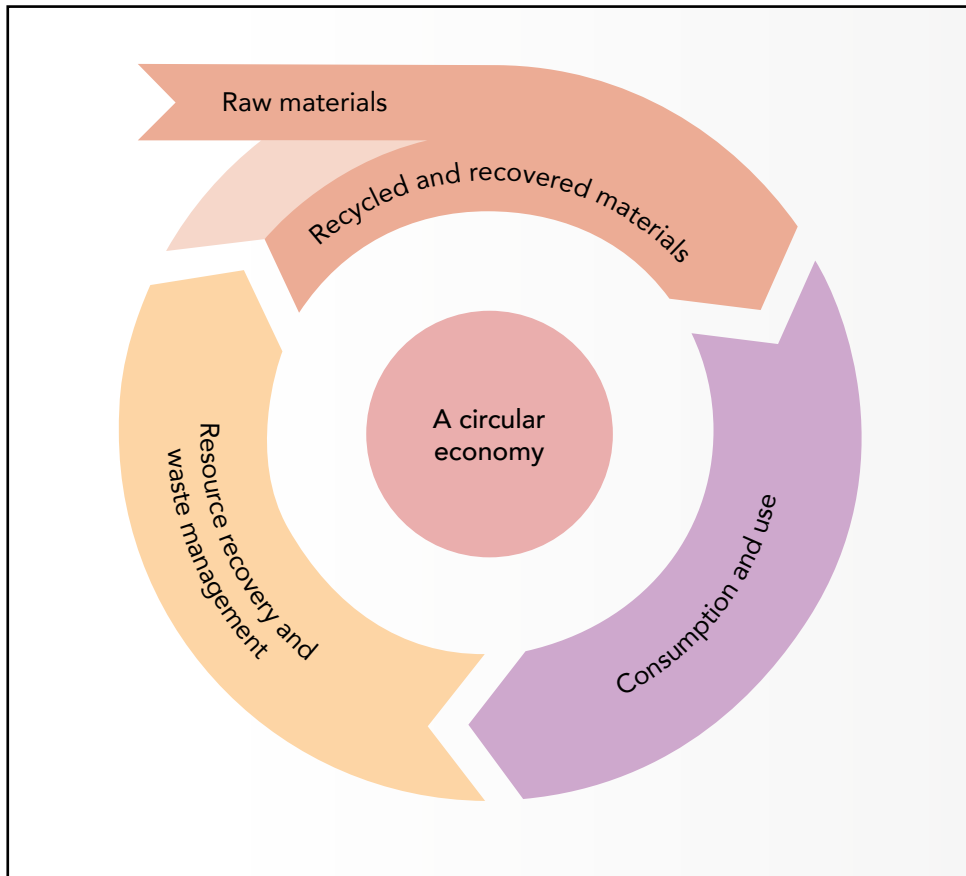 Raw materials
Recycled and recovered materials
A circular
economy
Consumption and use
Resource recovery and
waste management